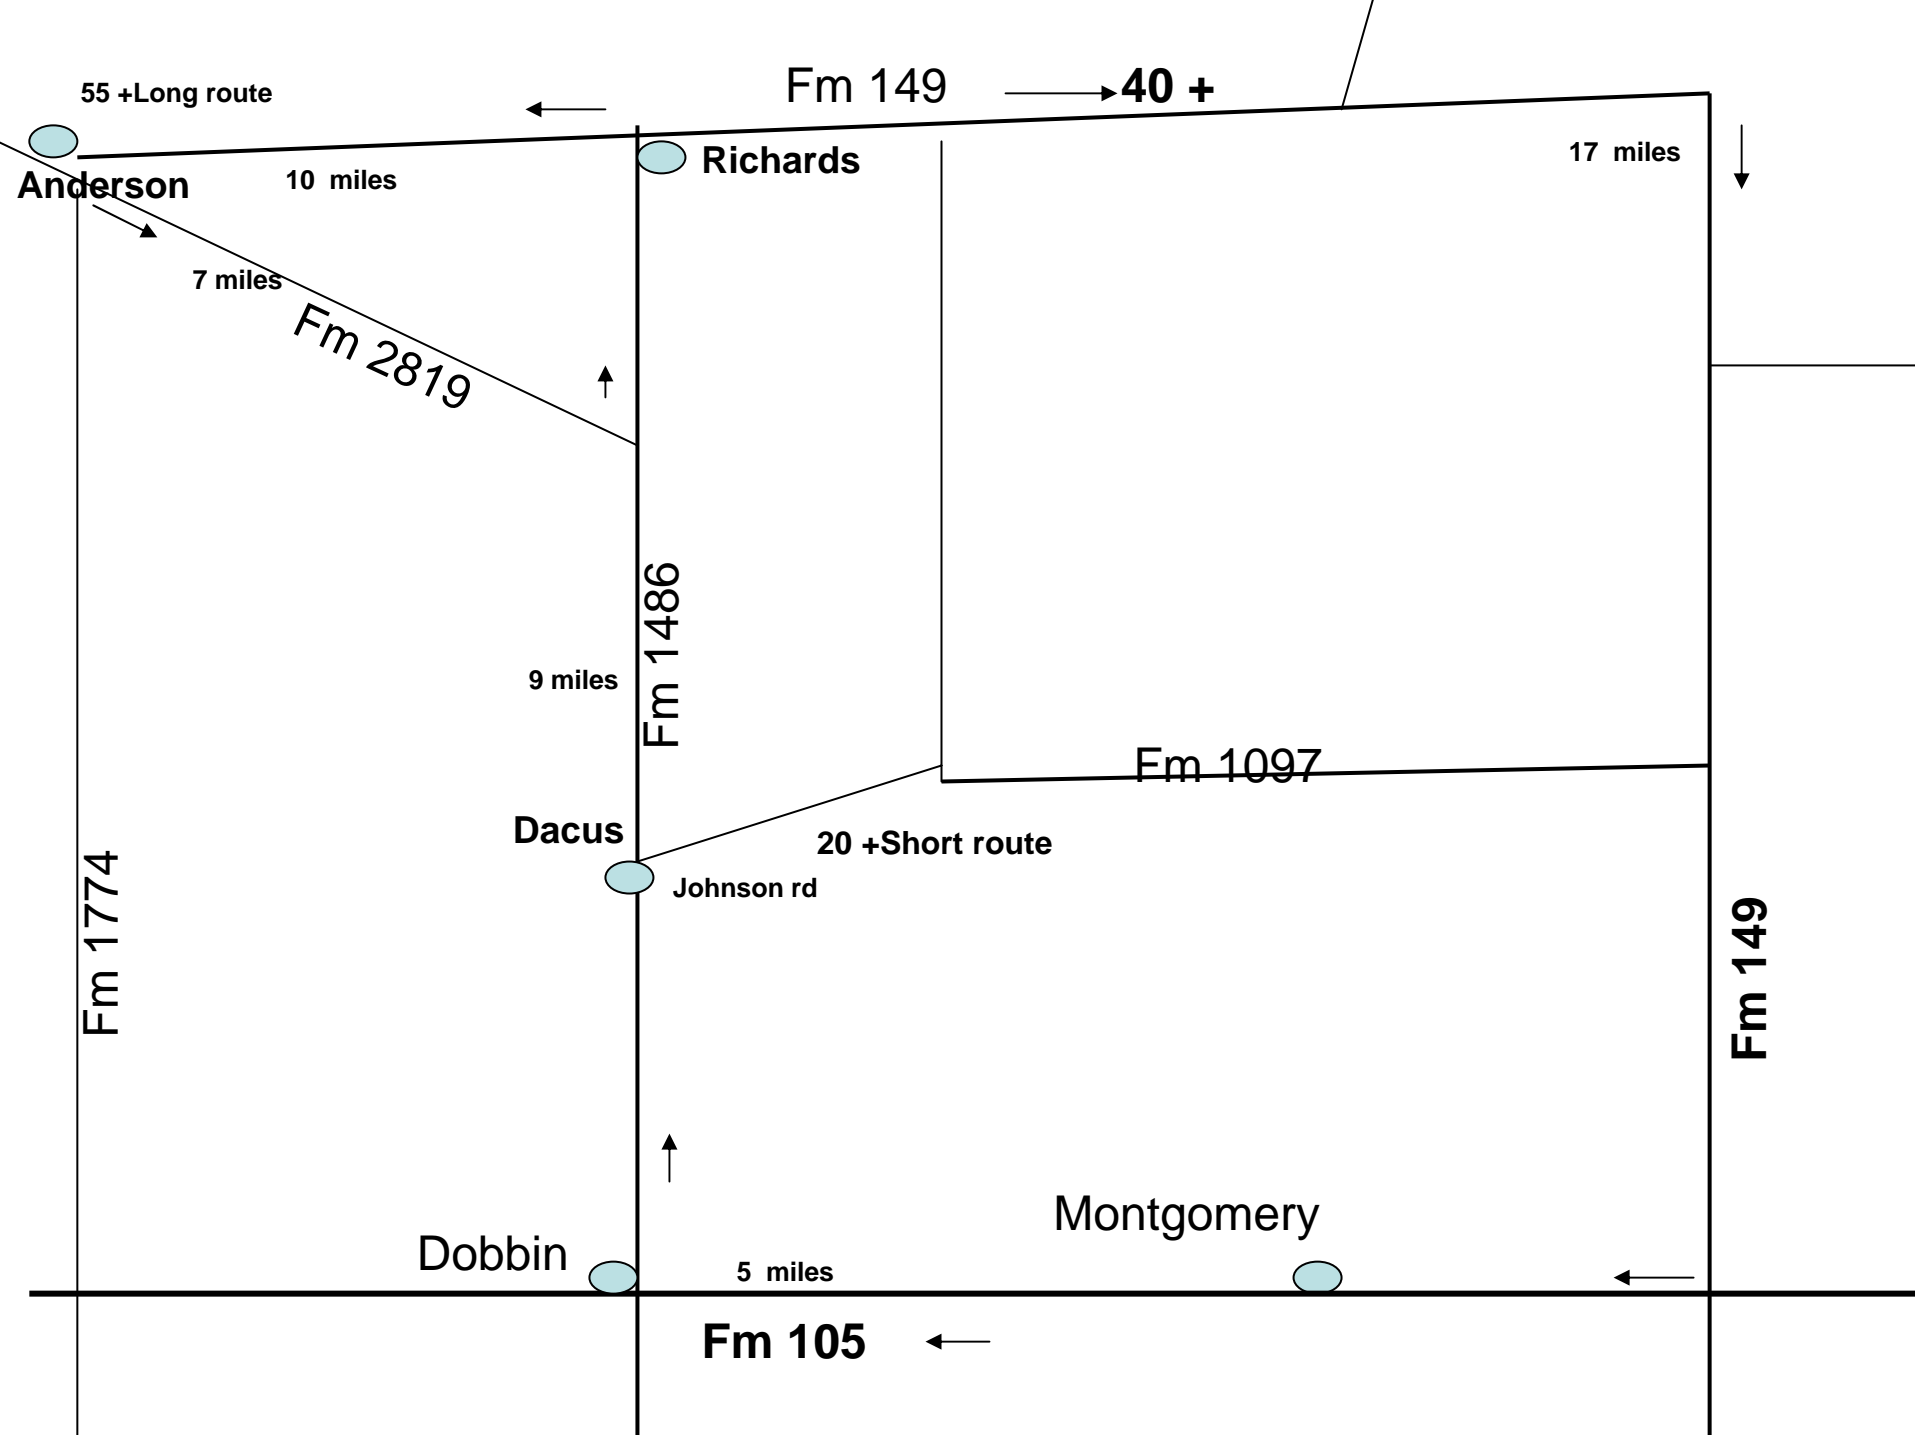 55 +Long route
Fm 149
40 +
17  miles
Richards
Anderson
10  miles
7 miles
Fm 2819
Fm 1486
9 miles
Fm 1097
Dacus
20 +Short route
Johnson rd
Fm 1774
Fm 149
Montgomery
Dobbin
5  miles
Fm 105